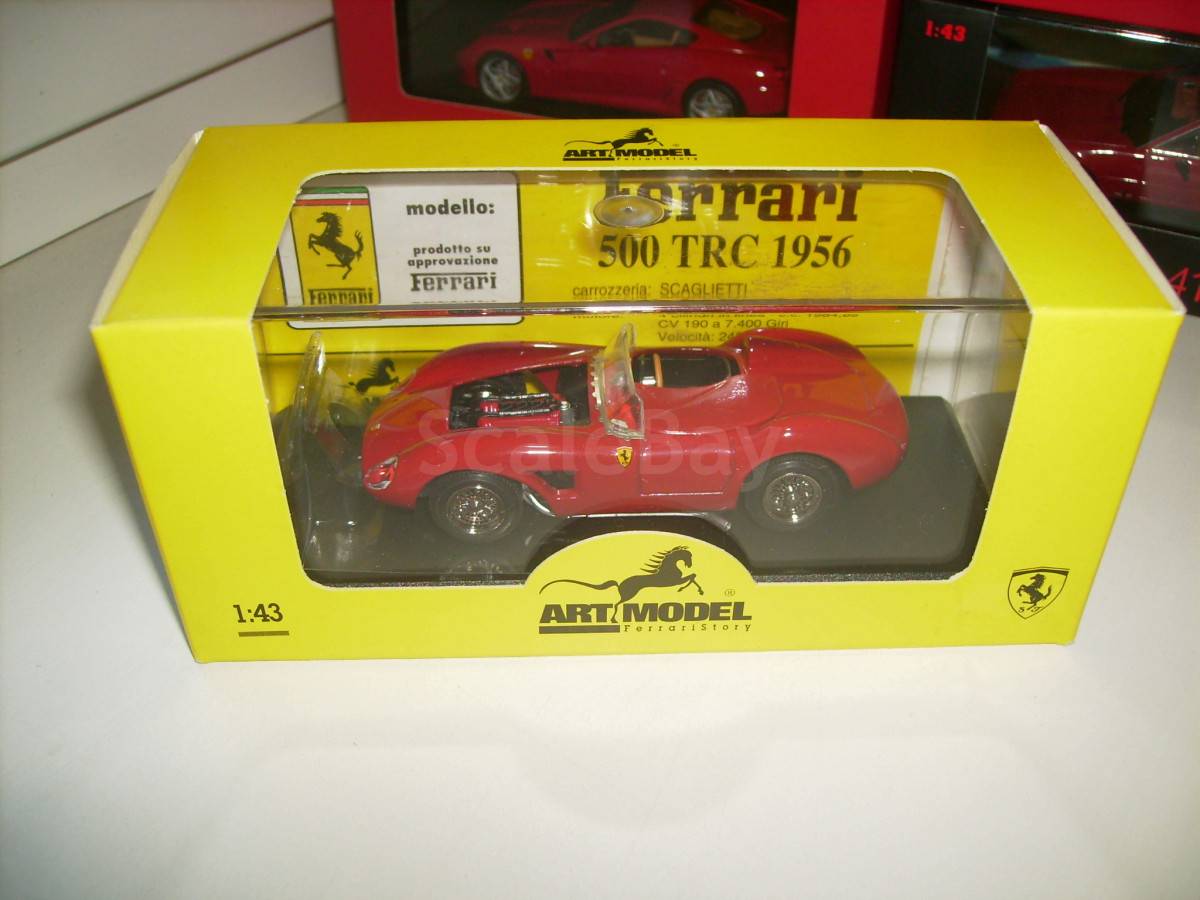 1:43
ART MODEL
FerrariStory
modello:
prodotto su
approvazione
Ferrari
Ferrari
Ferrari
500 TRC 1956
carrozzeria: SCAGLIETTI
CV 190 a 7.400 Giri
Velocità:
ScaleBay
1:43
ART MODEL
FerrariStory
S F